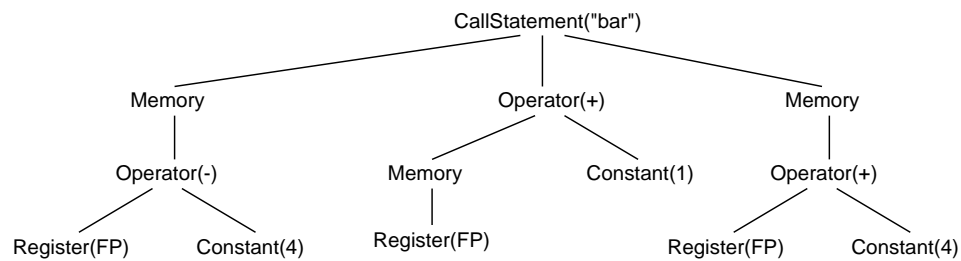 CallStatement("bar")
Memory Operator(+) Memory
Operator(-) Memory Constant(1) Operator(+)
Register(FP) Constant(4) Register(FP) Register(FP) Constant(4)